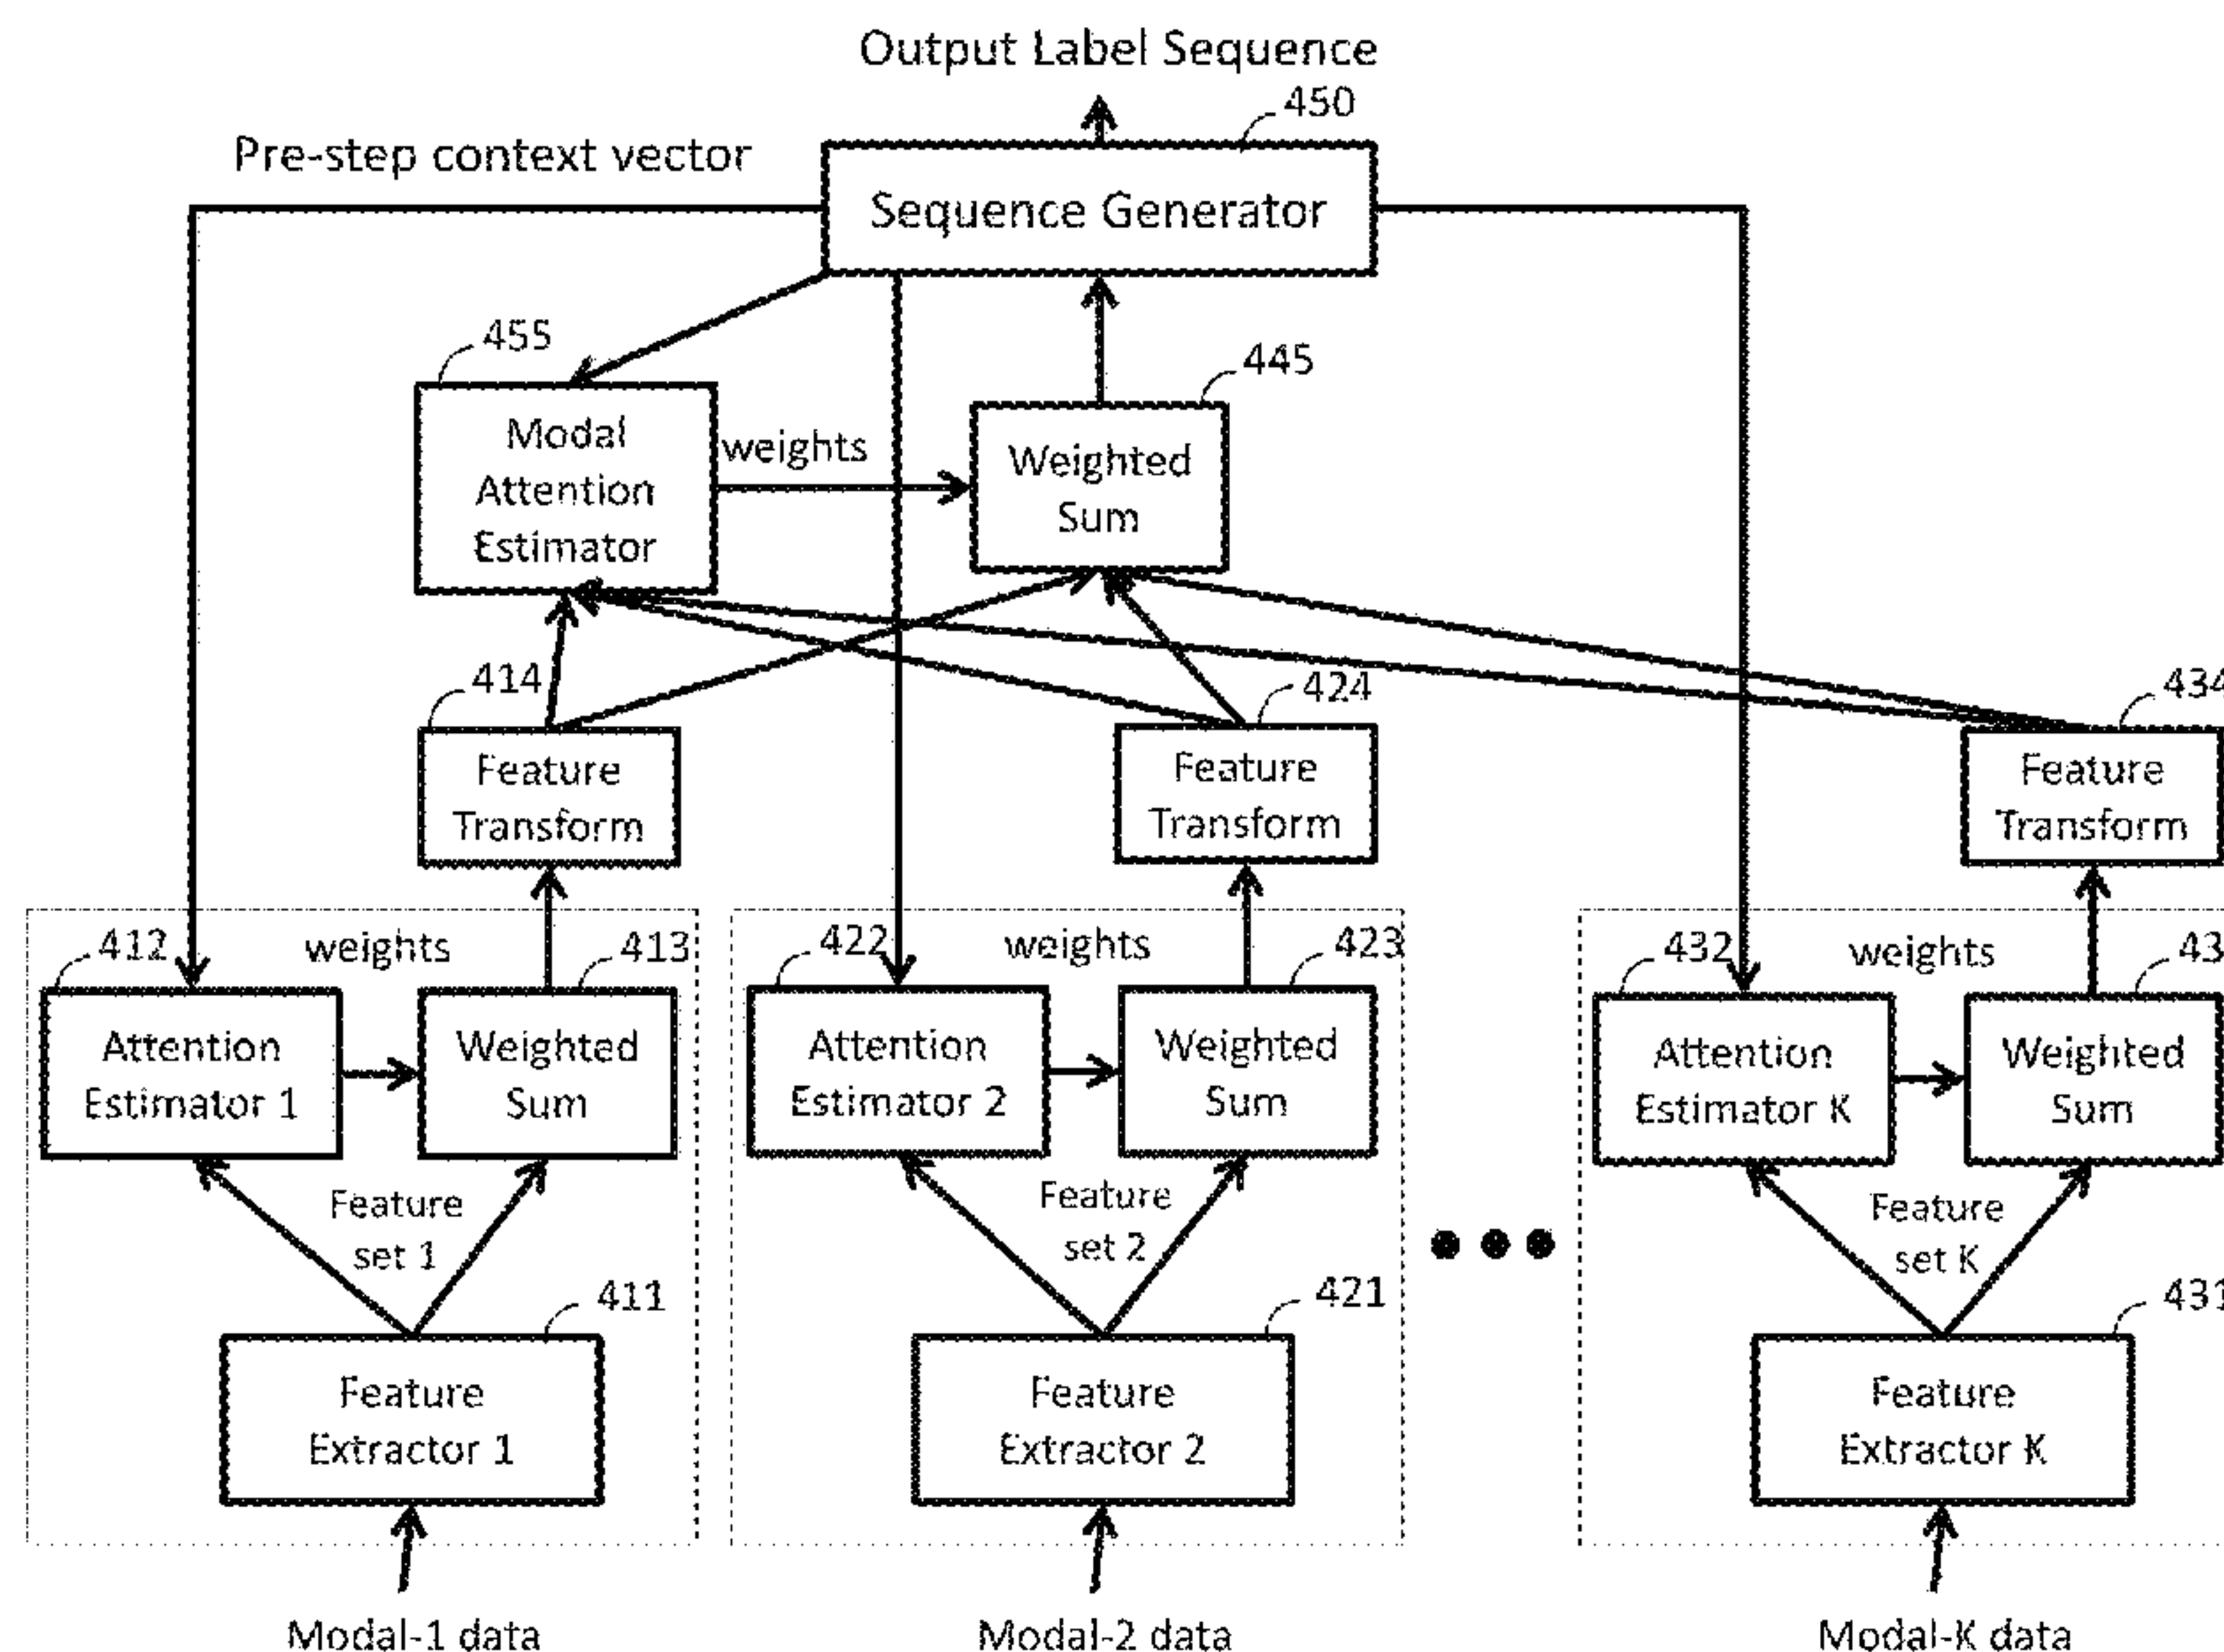 Output Label Sequence
450
Pre-step context vector
Sequence Generator
455
445
Modal
Attention
Estimator
weights
Weighted
Sum
414
424
434
Feature
Transform
Feature
Transform
Feature
Transform
412
weights
413
422
weights
423
432
weights
43
Attention
Estimator 1
Weighted
Sum
Attention
Estimator 2
Weighted
Sum
Attention
Estimator K
Weighted
Sum
Feature
set 1
Feature
set 2
Feature
set K
411
421
431
Feature
Extractor 1
Feature
Extractor 2
Feature
Extractor K
Modal-1 data
Modal-2 data
Modal-K data